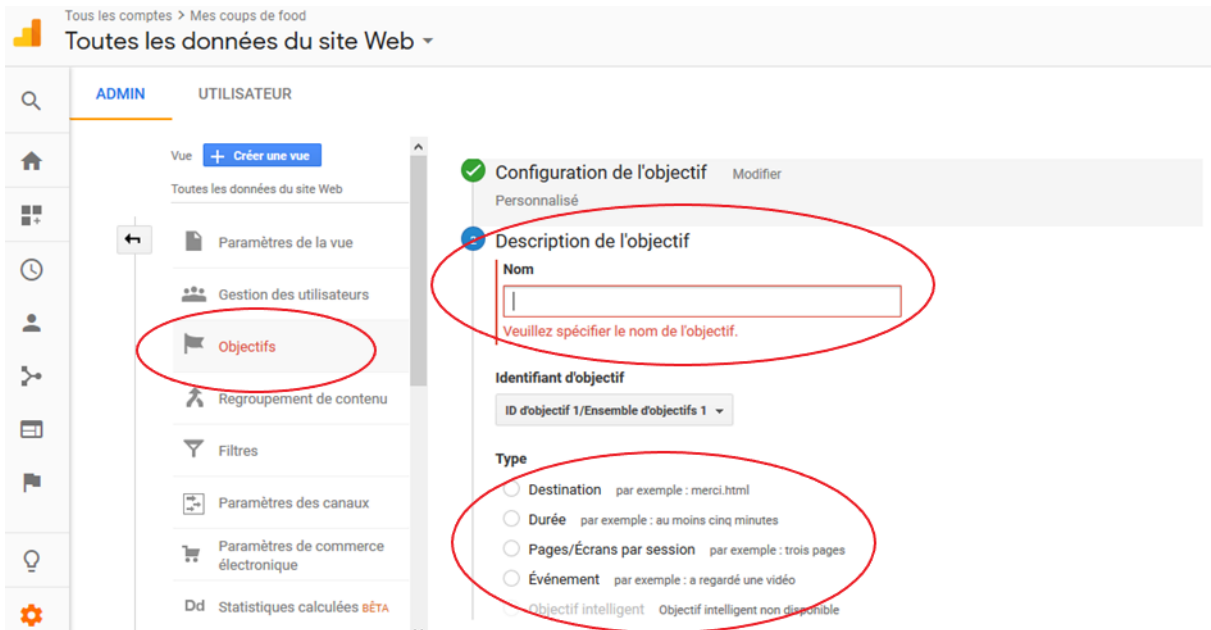 Tous les comptes > Mes coups de food
Toutes les données du site Web
ADMIN UTILISATEUR
Vue + Créer une vue
Toutes les données du site Web
Paramètres de la vue
Gestion des utilisateurs
Objectifs
Regroupement de contenu
Filtres
Paramètres des canaux
Paramètres de commerce
électronique
Dd Statistiques calculées BÊTA
Configuration de l'objectif Modifier
Personnalisé
2 Description de l'objectif
Nom
Veuillez spécifier le nom de l'objectif.
Identifiant d'objectif
ID d'objectif 1/Ensemble d'objectifs 1
Type
Destination par exemple : merci.html
Durée par exemple : au moins cinq minutes
Pages/Écrans par session par exemple : trois pages
Événement par exemple : a regardé une vidéo
Objectif intelligent Objectif intelligent non disponible